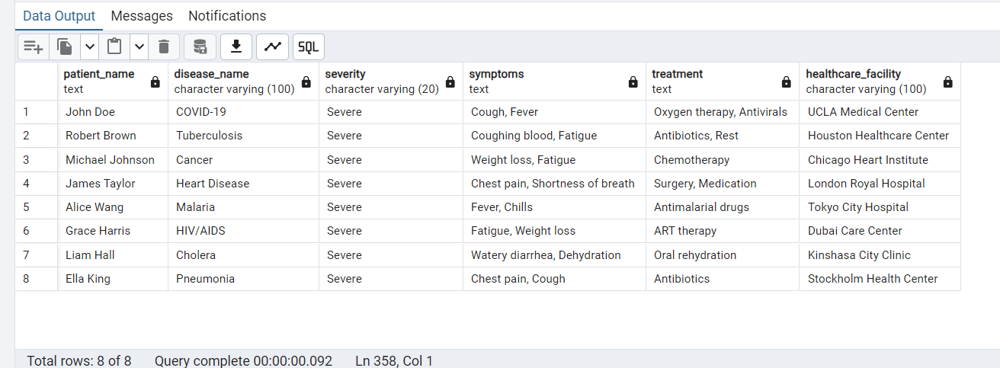 Data Output Messages Notifications
SQL
patient_name disease_name severity symptoms treatment healthcare_facility
text character varying (100) character varying (20) text text character varying (100)
1 John Doe COVID-19 Severe Cough, Fever Oxygen therapy, Antivirals UCLA Medical Center
2 Robert Brown Tuberculosis Severe Coughing blood, Fatigue Antibiotics, Rest Houston Healthcare Center
3 Michael Johnson Cancer Severe Weight loss, Fatigue Chemotherapy Chicago Heart Institute
4 James Taylor Heart Disease Severe Chest pain, Shortness of breath Surgery, Medication London Royal Hospital
5 Alice Wang Malaria Severe Fever, Chills Antimalarial drugs Tokyo City Hospital
6 Grace Harris HIV/AIDS Severe Fatigue, Weight loss ART therapy Dubai Care Center
7 Liam Hall Cholera Severe Watery diarrhea, Dehydration Oral rehydration Kinshasa City Clinic
8 Ella King Pneumonia Severe Chest pain, Cough Antibiotics Stockholm Health Center
Total rows: 8 of 8 Query complete 00:00:00.092 Ln 358, Col 1